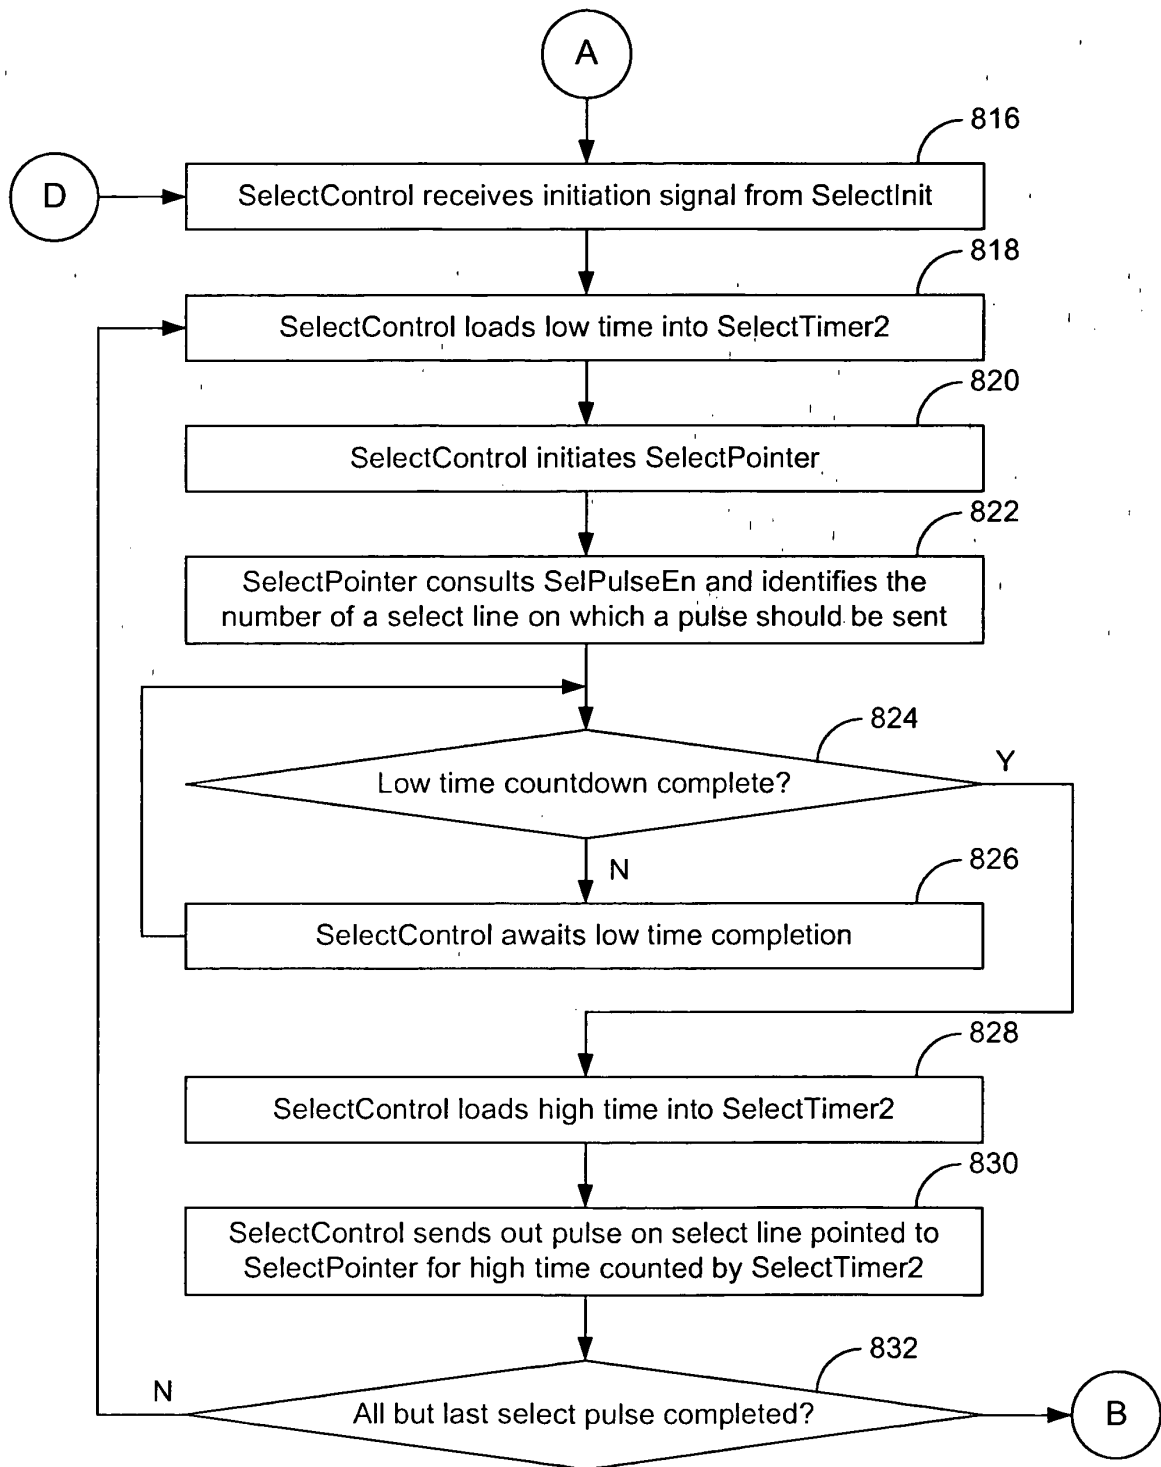 A
816
D
SelectControl receives initiation signal from SelectInit
818
SelectControl loads low time into SelectTimer2
820
SelectControl initiates SelectPointer
822
SelectPointer consults SelPulseEn and identifies the
number of a select line on which a pulse should be sent
824
Low time countdown complete?
Y
N
826
SelectControl awaits low time completion
828
SelectControl loads high time into SelectTimer2
830
SelectControl sends out pulse on select line pointed to
SelectPointer for high time counted by SelectTimer2
832
N
All but last select pulse completed?
B